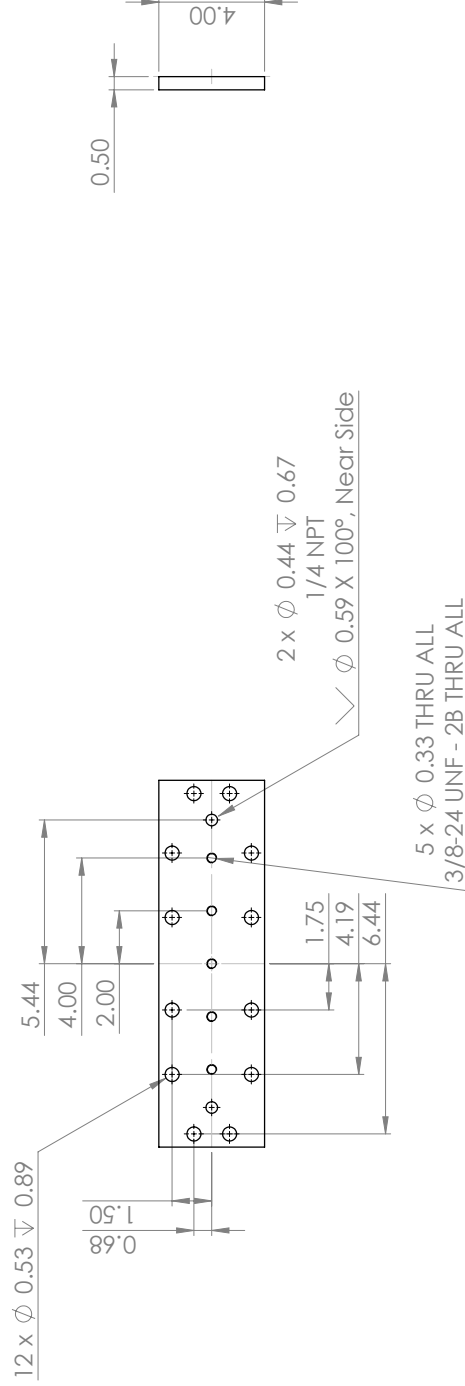 12 x ∅ 0.53 ↧ 0.89
5.44
4.00
2.00
1.50
0.68
1.75
4.19
6.44
2 x ∅ 0.44 ↧ 0.67
1/4 NPT
⌵ ∅ 0.59 X 100°, Near Side
5 x ∅ 0.33 THRU ALL
3/8-24 UNF - 2B THRU ALL
0.50
4.00